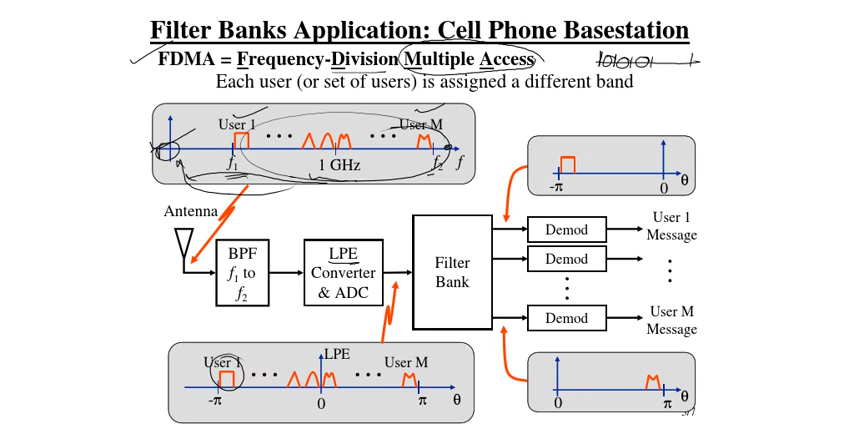 Filter Banks Application: Cell Phone Basestation
FDMA = Frequency-Division Multiple Access
Each user (or set of users) is assigned a different band
User 1 ••• ••• User M
f1 1 GHz f2 f
-π 0 θ
Antenna
BPF
f1 to
f2
LPE
Converter
& ADC
Filter
Bank
Demod
User 1
Message
Demod
Demod
User M
Message
LPE
User 1 ••• ••• User M
-π 0 π θ
0 π θ